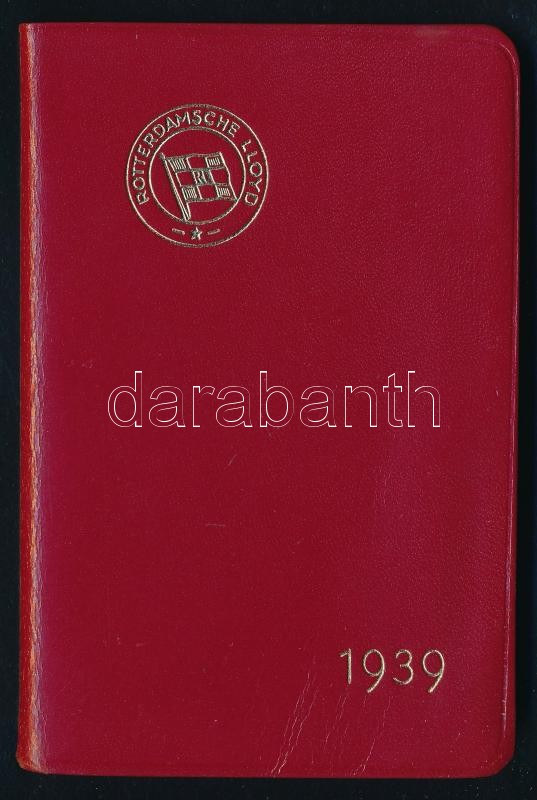 ROTTERDAMSCHE LLOYD
RL
darabanth
1939